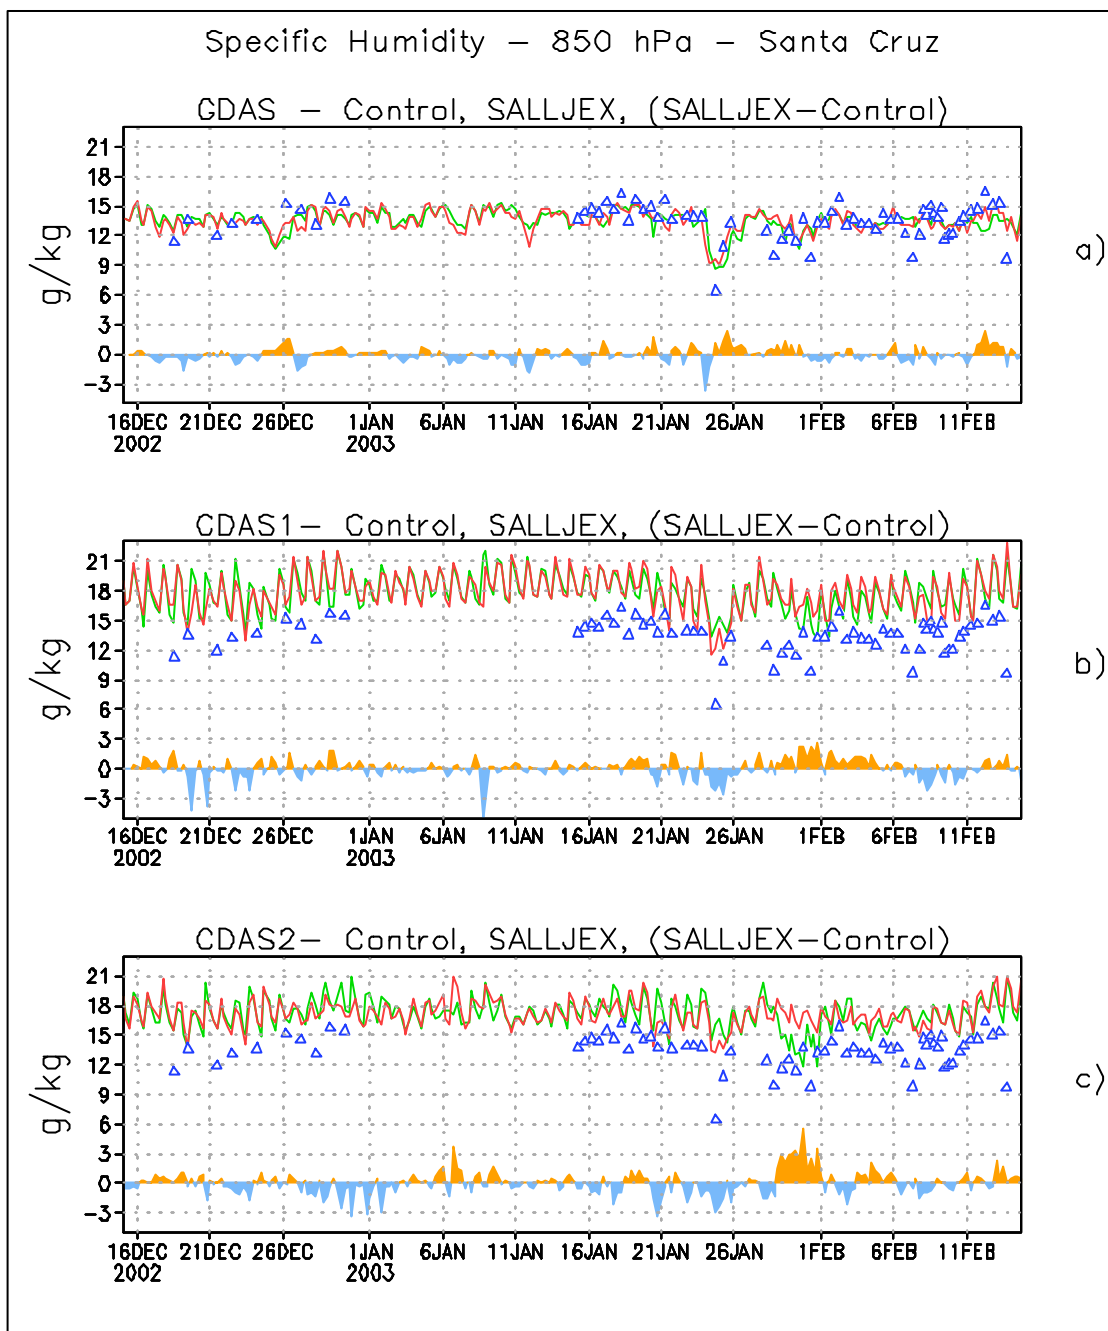 Specific Humidity – 850 hPa – Santa Cruz
GDAS – Control, SALLJEX, (SALLJEX–Control)
21
18
15
12
9
6
3
0
–3
g/kg
a)
16DEC 21DEC 26DEC 1JAN 6JAN 11JAN 16JAN 21JAN 26JAN 1FEB 6FEB 11FEB
2002 2003
CDAS1– Control, SALLJEX, (SALLJEX–Control)
21
18
15
12
9
6
3
0
–3
g/kg
b)
16DEC 21DEC 26DEC 1JAN 6JAN 11JAN 16JAN 21JAN 26JAN 1FEB 6FEB 11FEB
2002 2003
CDAS2– Control, SALLJEX, (SALLJEX–Control)
21
18
15
12
9
6
3
0
–3
g/kg
c)
16DEC 21DEC 26DEC 1JAN 6JAN 11JAN 16JAN 21JAN 26JAN 1FEB 6FEB 11FEB
2002 2003